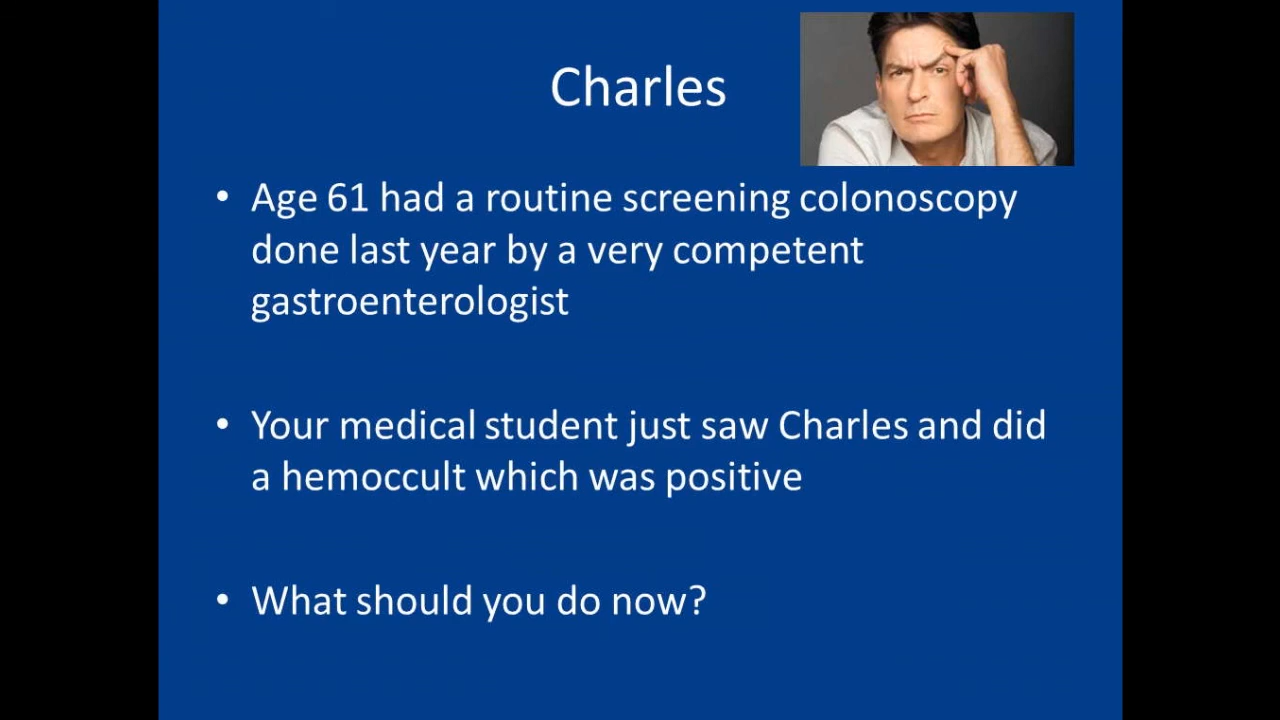 Charles
• Age 61 had a routine screening colonoscopy
done last year by a very competent
gastroenterologist
• Your medical student just saw Charles and did
a hemoccult which was positive
• What should you do now?